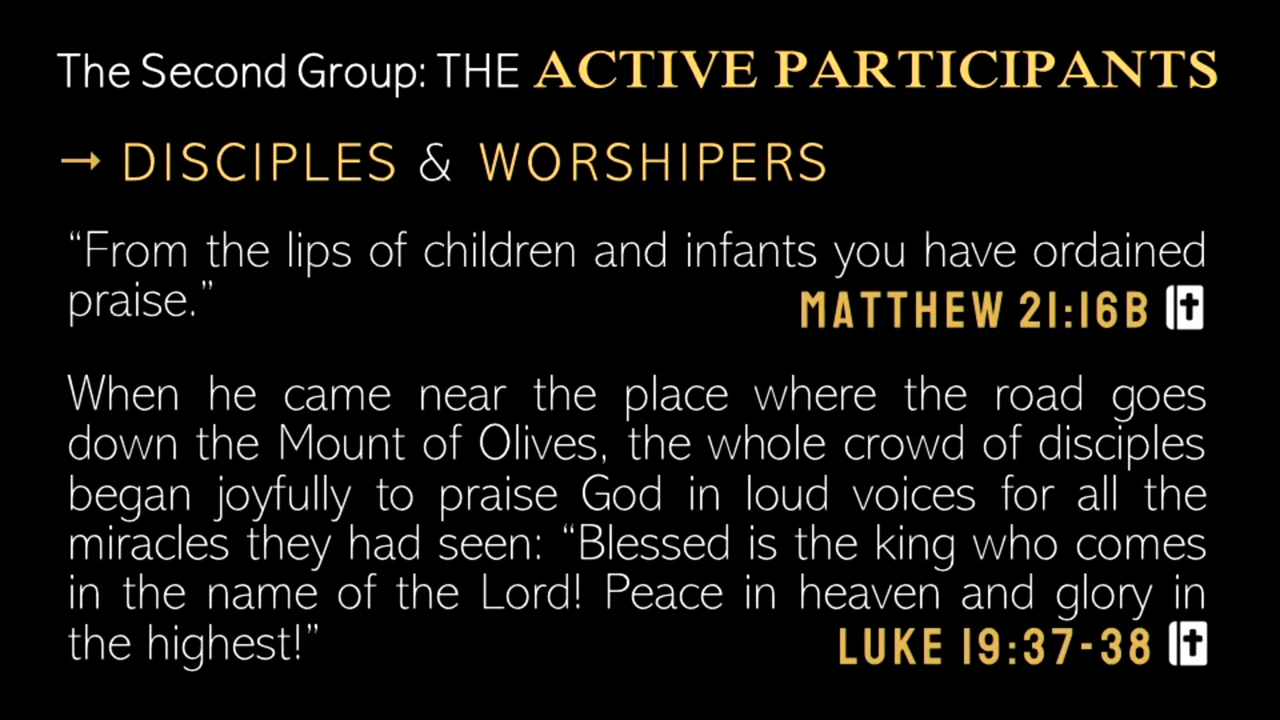 The Second Group: THE ACTIVE PARTICIPANTS
→ DISCIPLES & WORSHIPERS
“From the lips of children and infants you have ordained
praise.”
MATTHEW 21:16B
When he came near the place where the road goes
down the Mount of Olives, the whole crowd of disciples
began joyfully to praise God in loud voices for all the
miracles they had seen: “Blessed is the king who comes
in the name of the Lord! Peace in heaven and glory in
the highest!”
LUKE 19:37-38